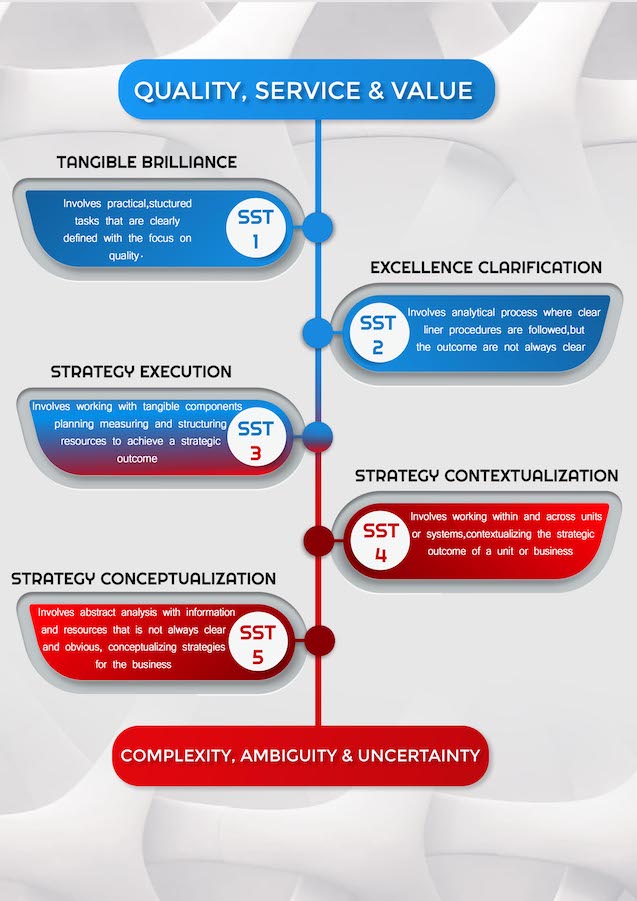 QUALITY, SERVICE & VALUE
TANGIBLE BRILLIANCE
Involves practical,stuctured
tasks that are clearly
defined with the focus on
quality.
SST
1
EXCELLENCE CLARIFICATION
SST
2
Involves analytical process where clear
liner procedures are followed,but
the outcome are not always clear
STRATEGY EXECUTION
Involves working with tangible components
planning measuring and structuring
resources to achieve a strategic
outcome
SST
3
STRATEGY CONTEXTUALIZATION
SST
4
Involves working within and across units
or systems,contextualizing the strategic
outcome of a unit or business
STRATEGY CONCEPTUALIZATION
Involves abstract analysis with information
and resources that is not always clear
and obvious, conceptualizing strategies
for the business
SST
5
COMPLEXITY, AMBIGUITY & UNCERTAINTY